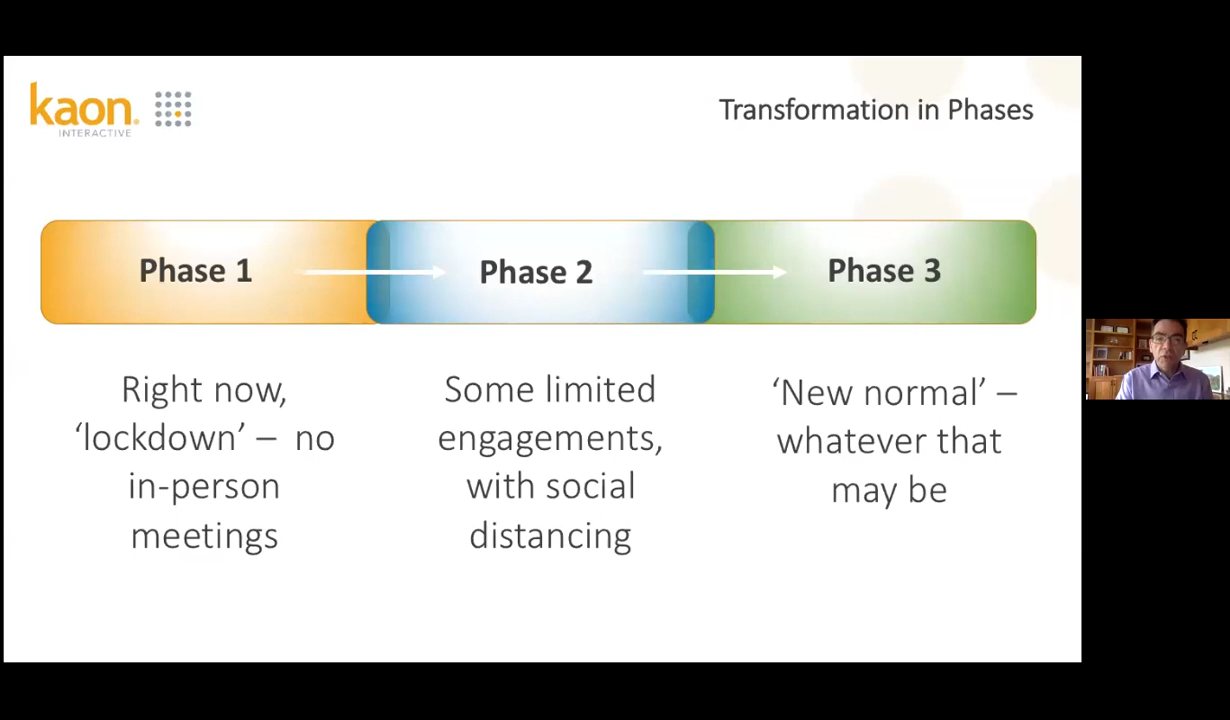 kaon.
INTERACTIVE
Transformation in Phases
Phase 1
Phase 2
Phase 3
Right now,
‘lockdown’ – no
in-person
meetings
Some limited
engagements,
with social
distancing
‘New normal’ –
whatever that
may be